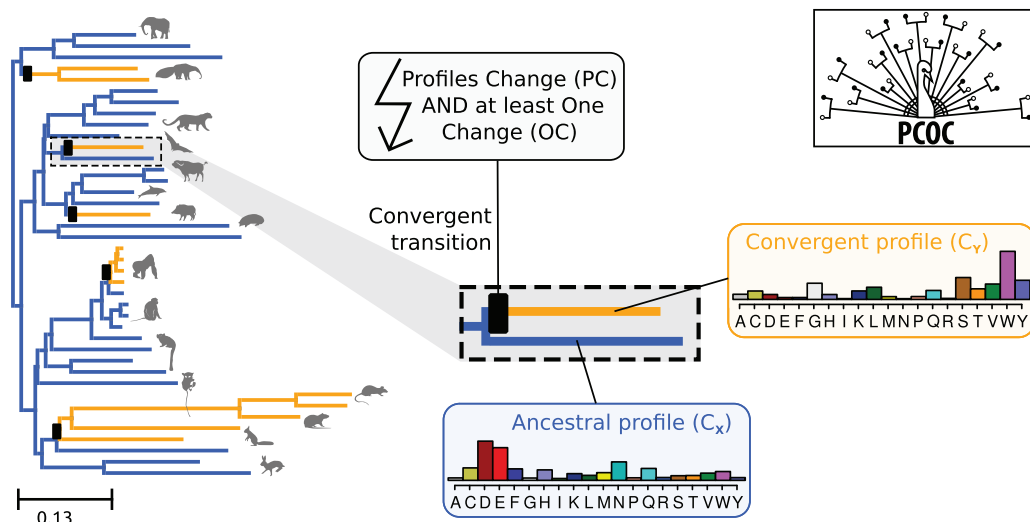 Profiles Change (PC)
AND at least One
Change (OC)
PCOC
Convergent
transition
Convergent profile (CY)
ACDEFGHIKLMNPQRSTVWY
Ancestral profile (CX)
ACDEFGHIKLMNPQRSTVWY
0.13